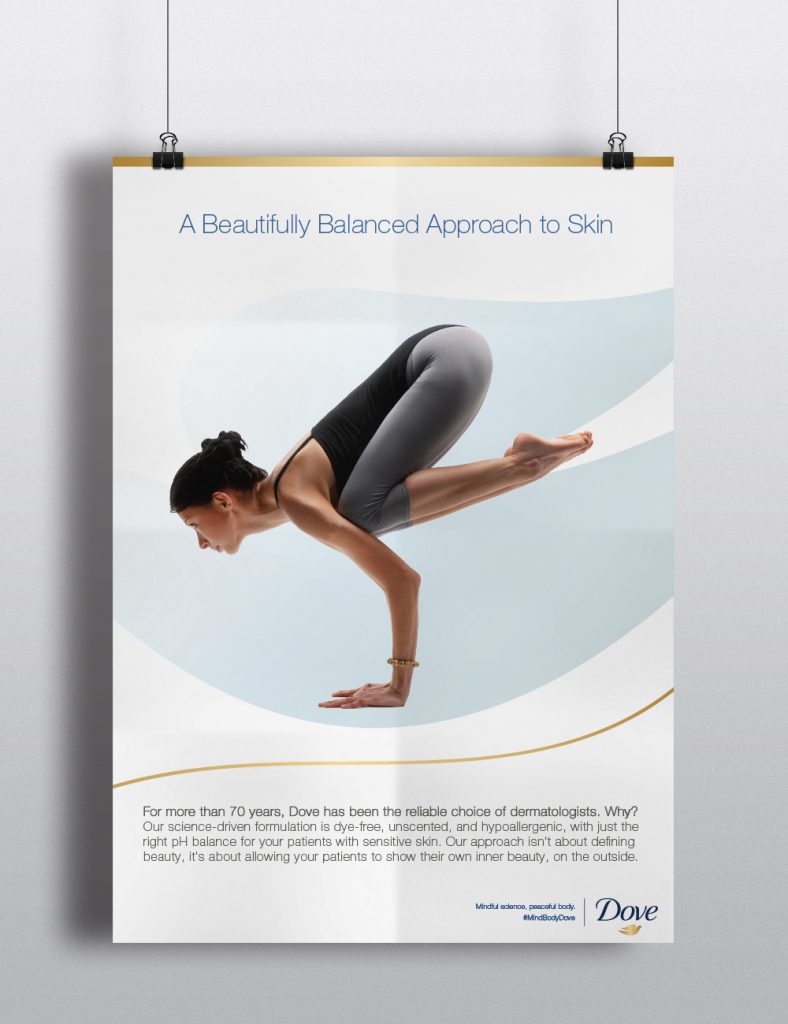 A Beautifully Balanced Approach to Skin
For more than 70 years, Dove has been the reliable choice of dermatologists. Why?
Our science-driven formulation is dye-free, unscented, and hypoallergenic, with just the
right pH balance for your patients with sensitive skin. Our approach isn't about defining
beauty, it's about allowing your patients to show their own inner beauty, on the outside.
Mindful science, peaceful body.
#MindBodyDove
Dove